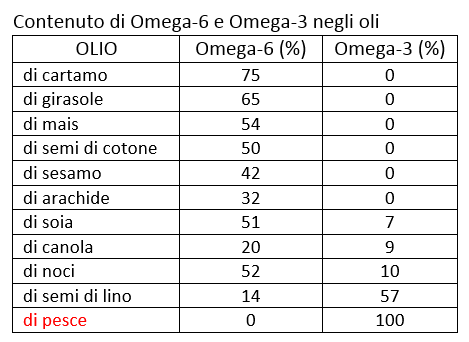 Contenuto di Omega-6 e Omega-3 negli oli
OLIO Omega-6 (%) Omega-3 (%)
di cartamo 75 0
di girasole 65 0
di mais 54 0
di semi di cotone 50 0
di sesamo 42 0
di arachide 32 0
di soia 51 7
di canola 20 9
di noci 52 10
di semi di lino 14 57
di pesce 0 100